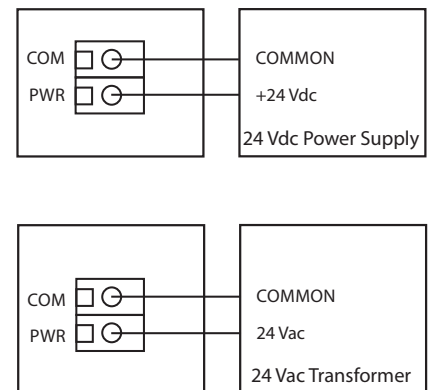 COM COMMON
PWR +24 Vdc
24 Vdc Power Supply
COM COMMON
PWR 24 Vac
24 Vac Transformer